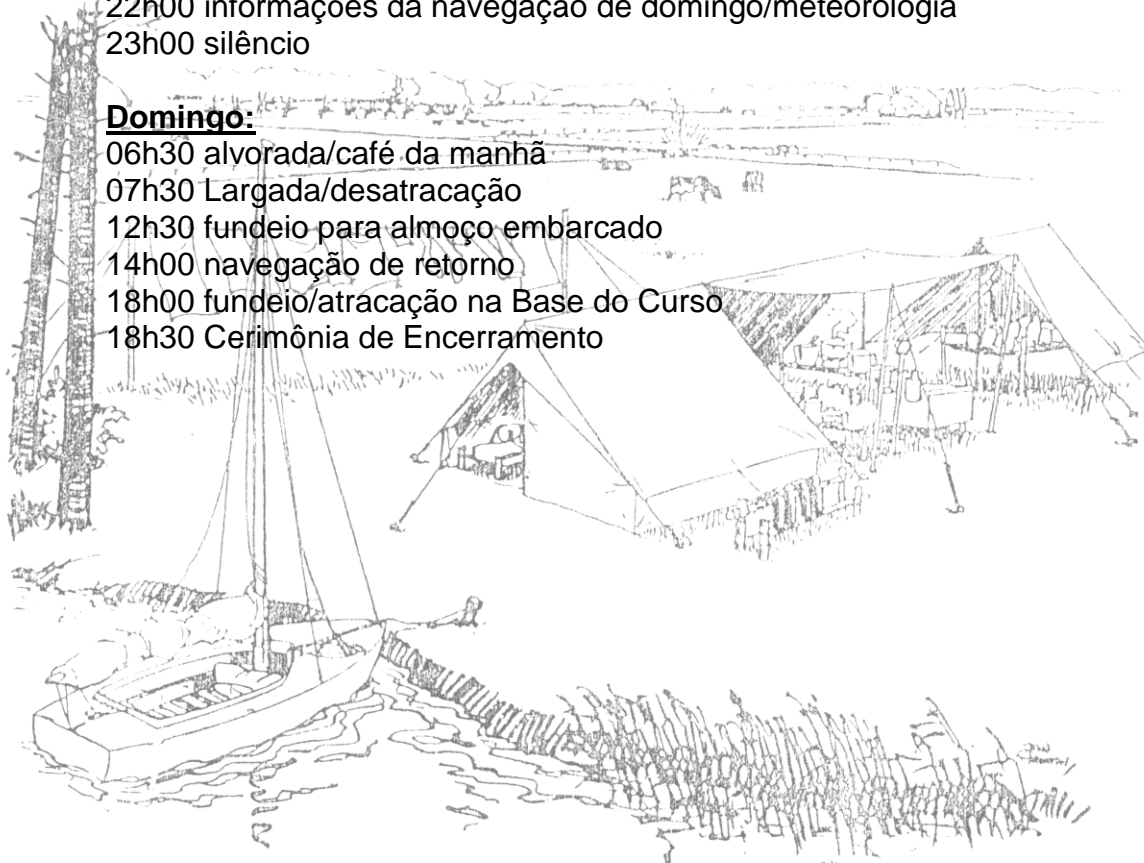 22h00 informações da navegação de domingo/meteorologia
23h00 silêncio
Domingo:
06h30 alvorada/café da manhã
07h30 Largada/desatracação
12h30 fundeio para almoço embarcado
14h00 navegação de retorno
18h00 fundeio/atracação na Base do Curso
18h30 Cerimônia de Encerramento